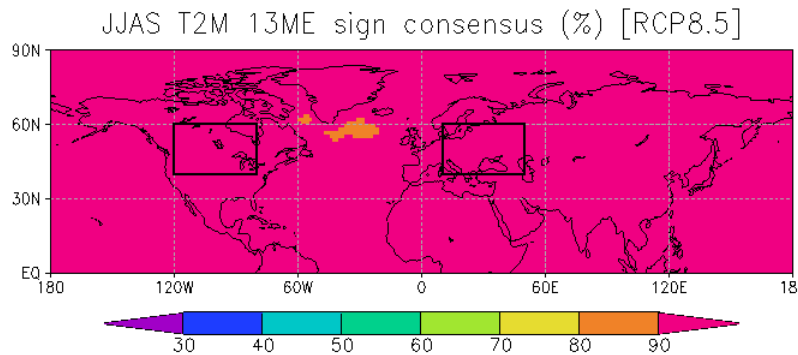 JJAS T2M 13ME sign consensus (%) [RCP8.5]
90N
60N
30N
EQ
180 120W 60W 0 60E 120E 18
30 40 50 60 70 80 90